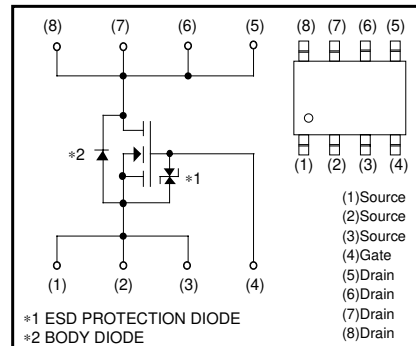 (8) (7) (6) (5)
∗2
∗1
(1) (2) (3) (4)
∗1 ESD PROTECTION DIODE
∗2 BODY DIODE
(8) (7) (6) (5)
(1) (2) (3) (4)
(1)Source
(2)Source
(3)Source
(4)Gate
(5)Drain
(6)Drain
(7)Drain
(8)Drain